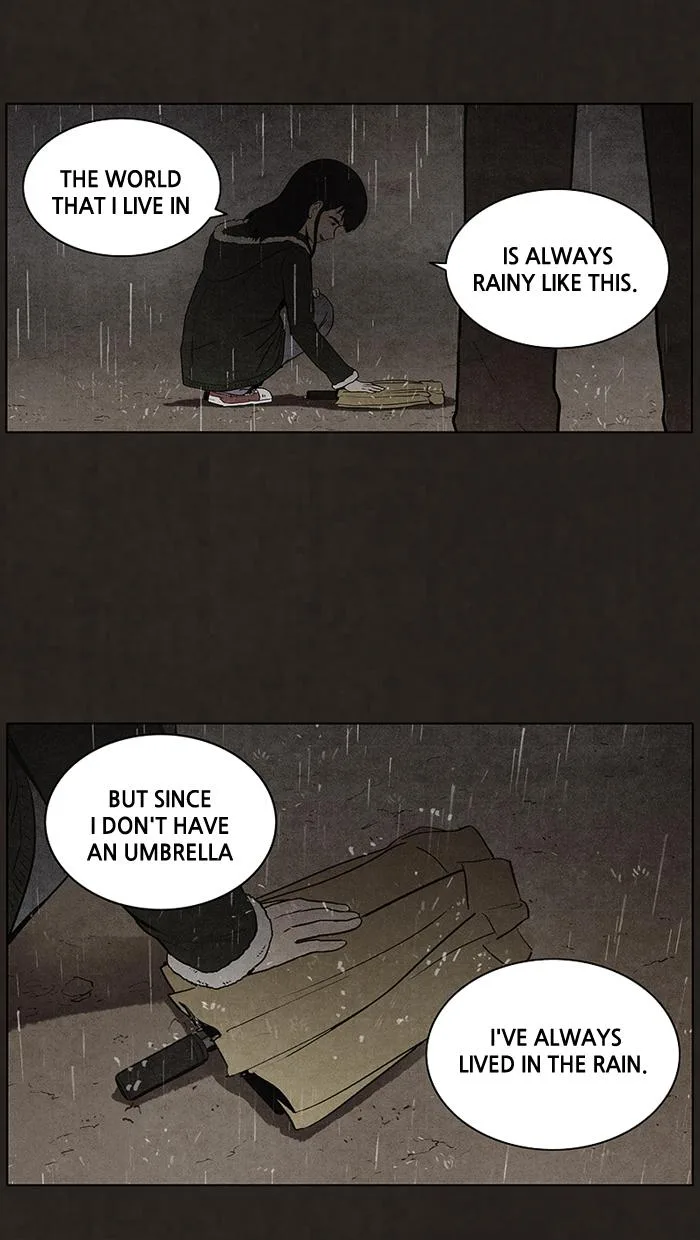 THE WORLD
THAT I LIVE IN
IS ALWAYS
RAINY LIKE THIS.
BUT SINCE
I DON'T HAVE
AN UMBRELLA
I'VE ALWAYS
LIVED IN THE RAIN.